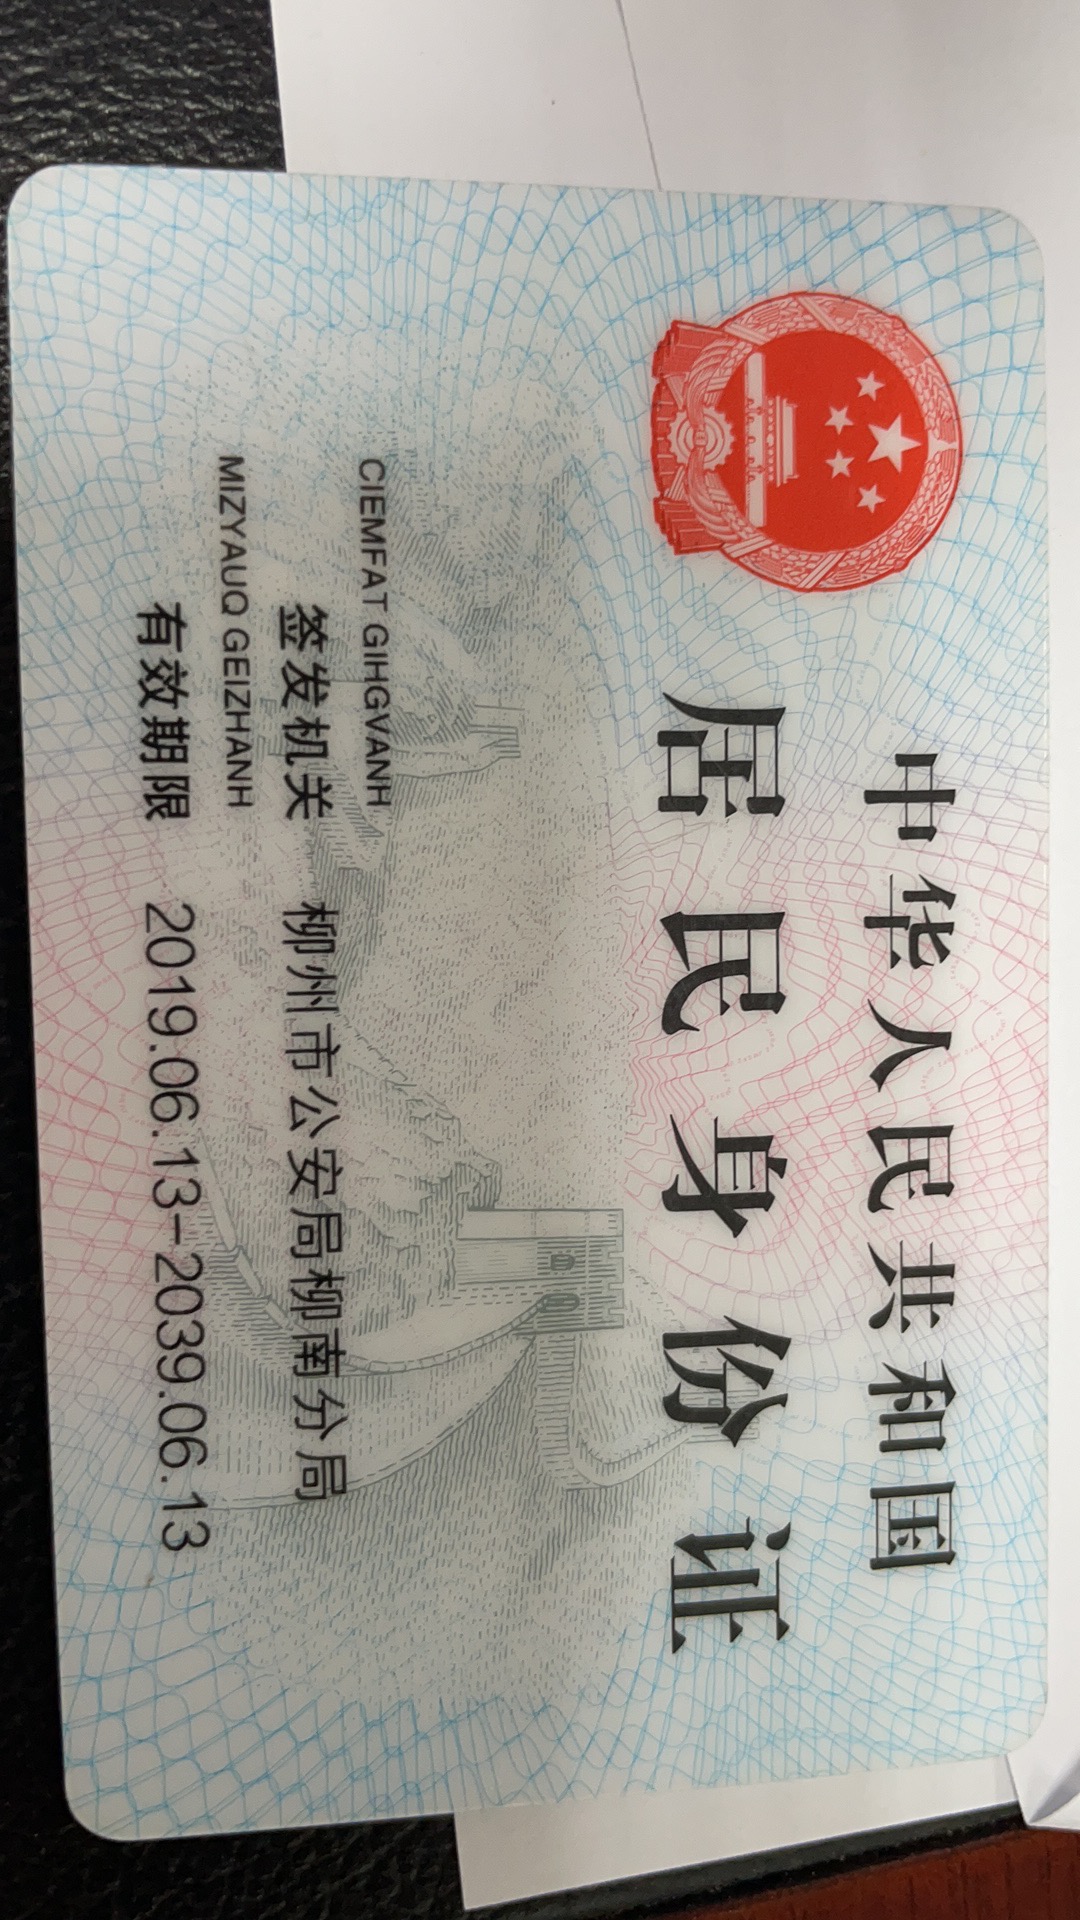 中华人民共和国
居民身份证
CIEMFAT GIHGVANH
签发机关 柳州市公安局柳南分局
MIZYAUQ GEIZHANH
有效期限 2019.06.13-2039.06.13